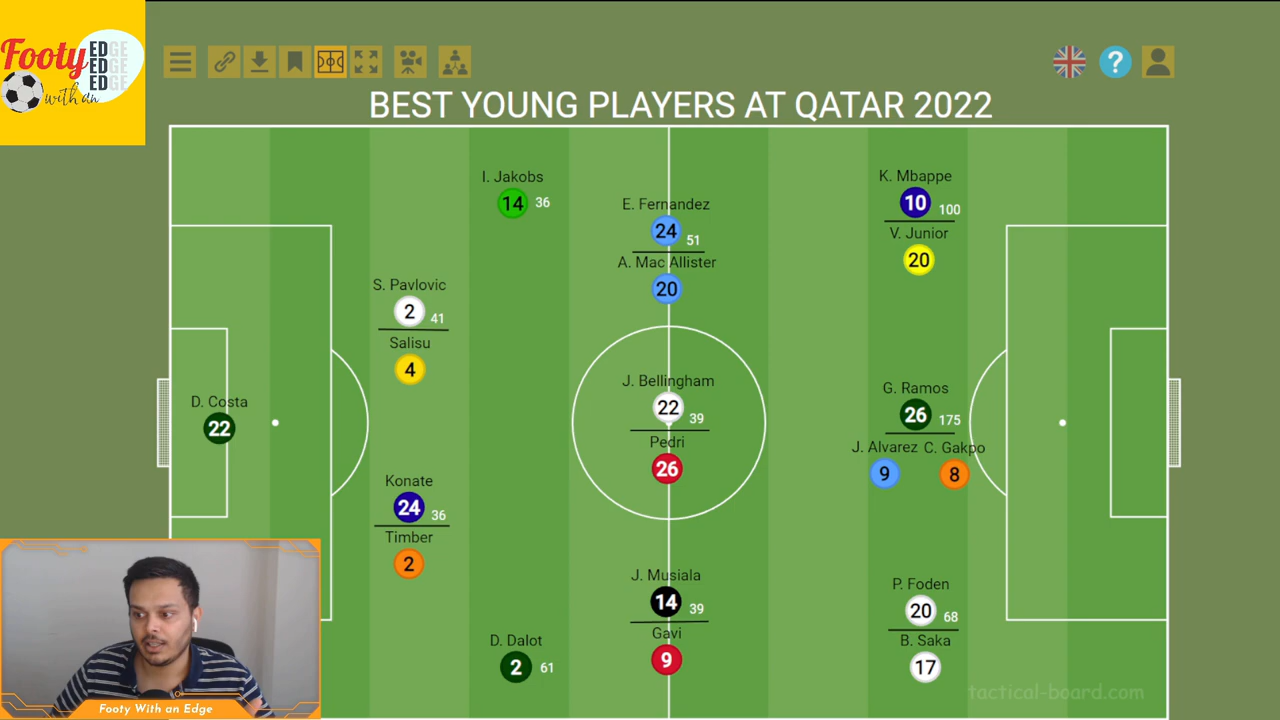 Footy
with an
EDGE
EDGE
EDGE
?
BEST YOUNG PLAYERS AT QATAR 2022
I. Jakobs
14 36
K. Mbappe
10 100
V. Junior
20
E. Fernandez
24 51
A. Mac Allister
20
S. Pavlovic
2 41
Salisu
4
D. Costa
22
J. Bellingham
22 39
Pedri
26
G. Ramos
26 175
J. Alvarez C. Gakpo
9 8
Konate
24 36
Timber
2
J. Musiala
14 39
Gavi
9
P. Foden
20 68
B. Saka
17
D. Dalot
2 61
tactical-board.com
Footy With an Edge